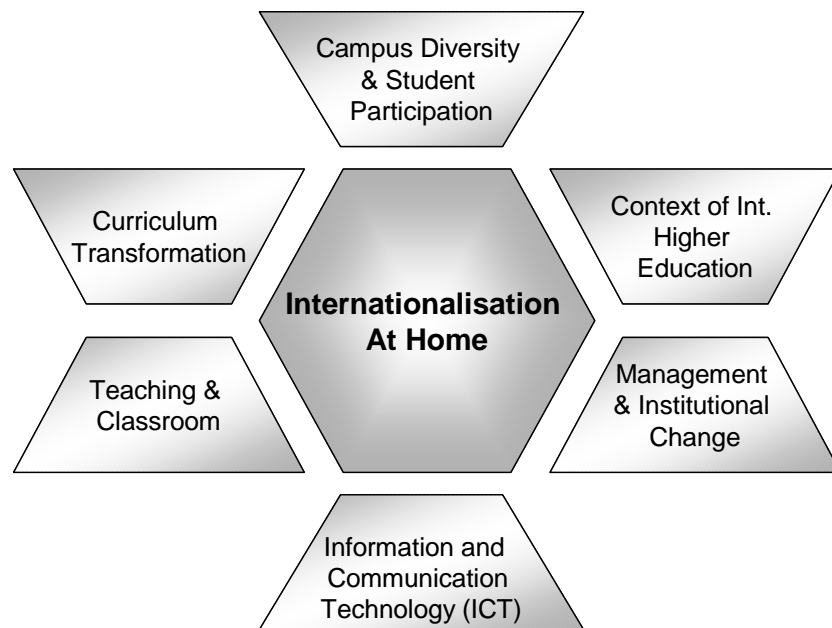 Campus Diversity
& Student
Participation
Curriculum
Transformation
Context of Int.
Higher
Education
Internationalisation
At Home
Teaching &
Classroom
Management
& Institutional
Change
Information and
Communication
Technology (ICT)